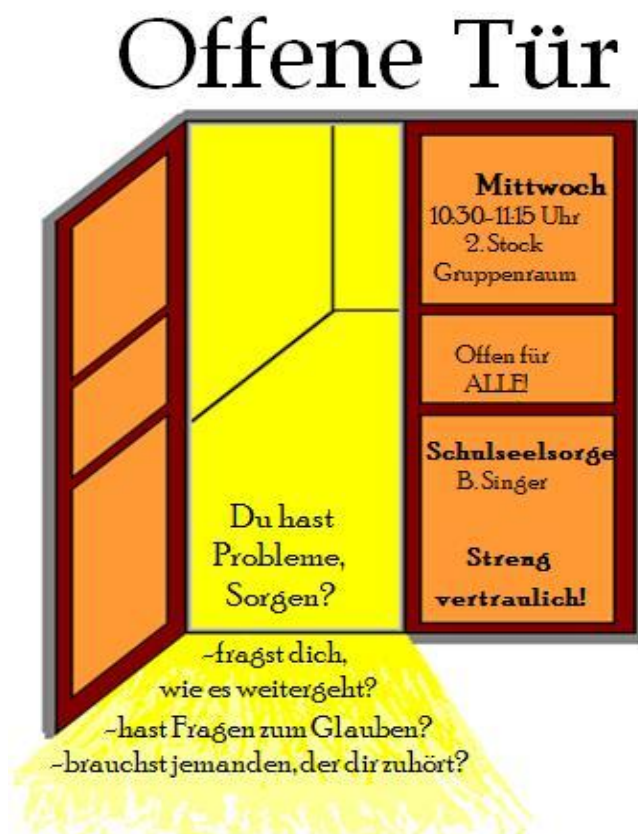 Offene Tür
Mittwoch
10:30-11:15 Uhr
2. Stock
Gruppenraum
Offen für
ALLE!
Schulseelsorge
B. Singer
Streng
vertraulich!
Du hast
Probleme,
Sorgen?
~fragst dich,
wie es weitergeht?
~hast Fragen zum Glauben?
~brauchst jemanden, der dir zuhört?